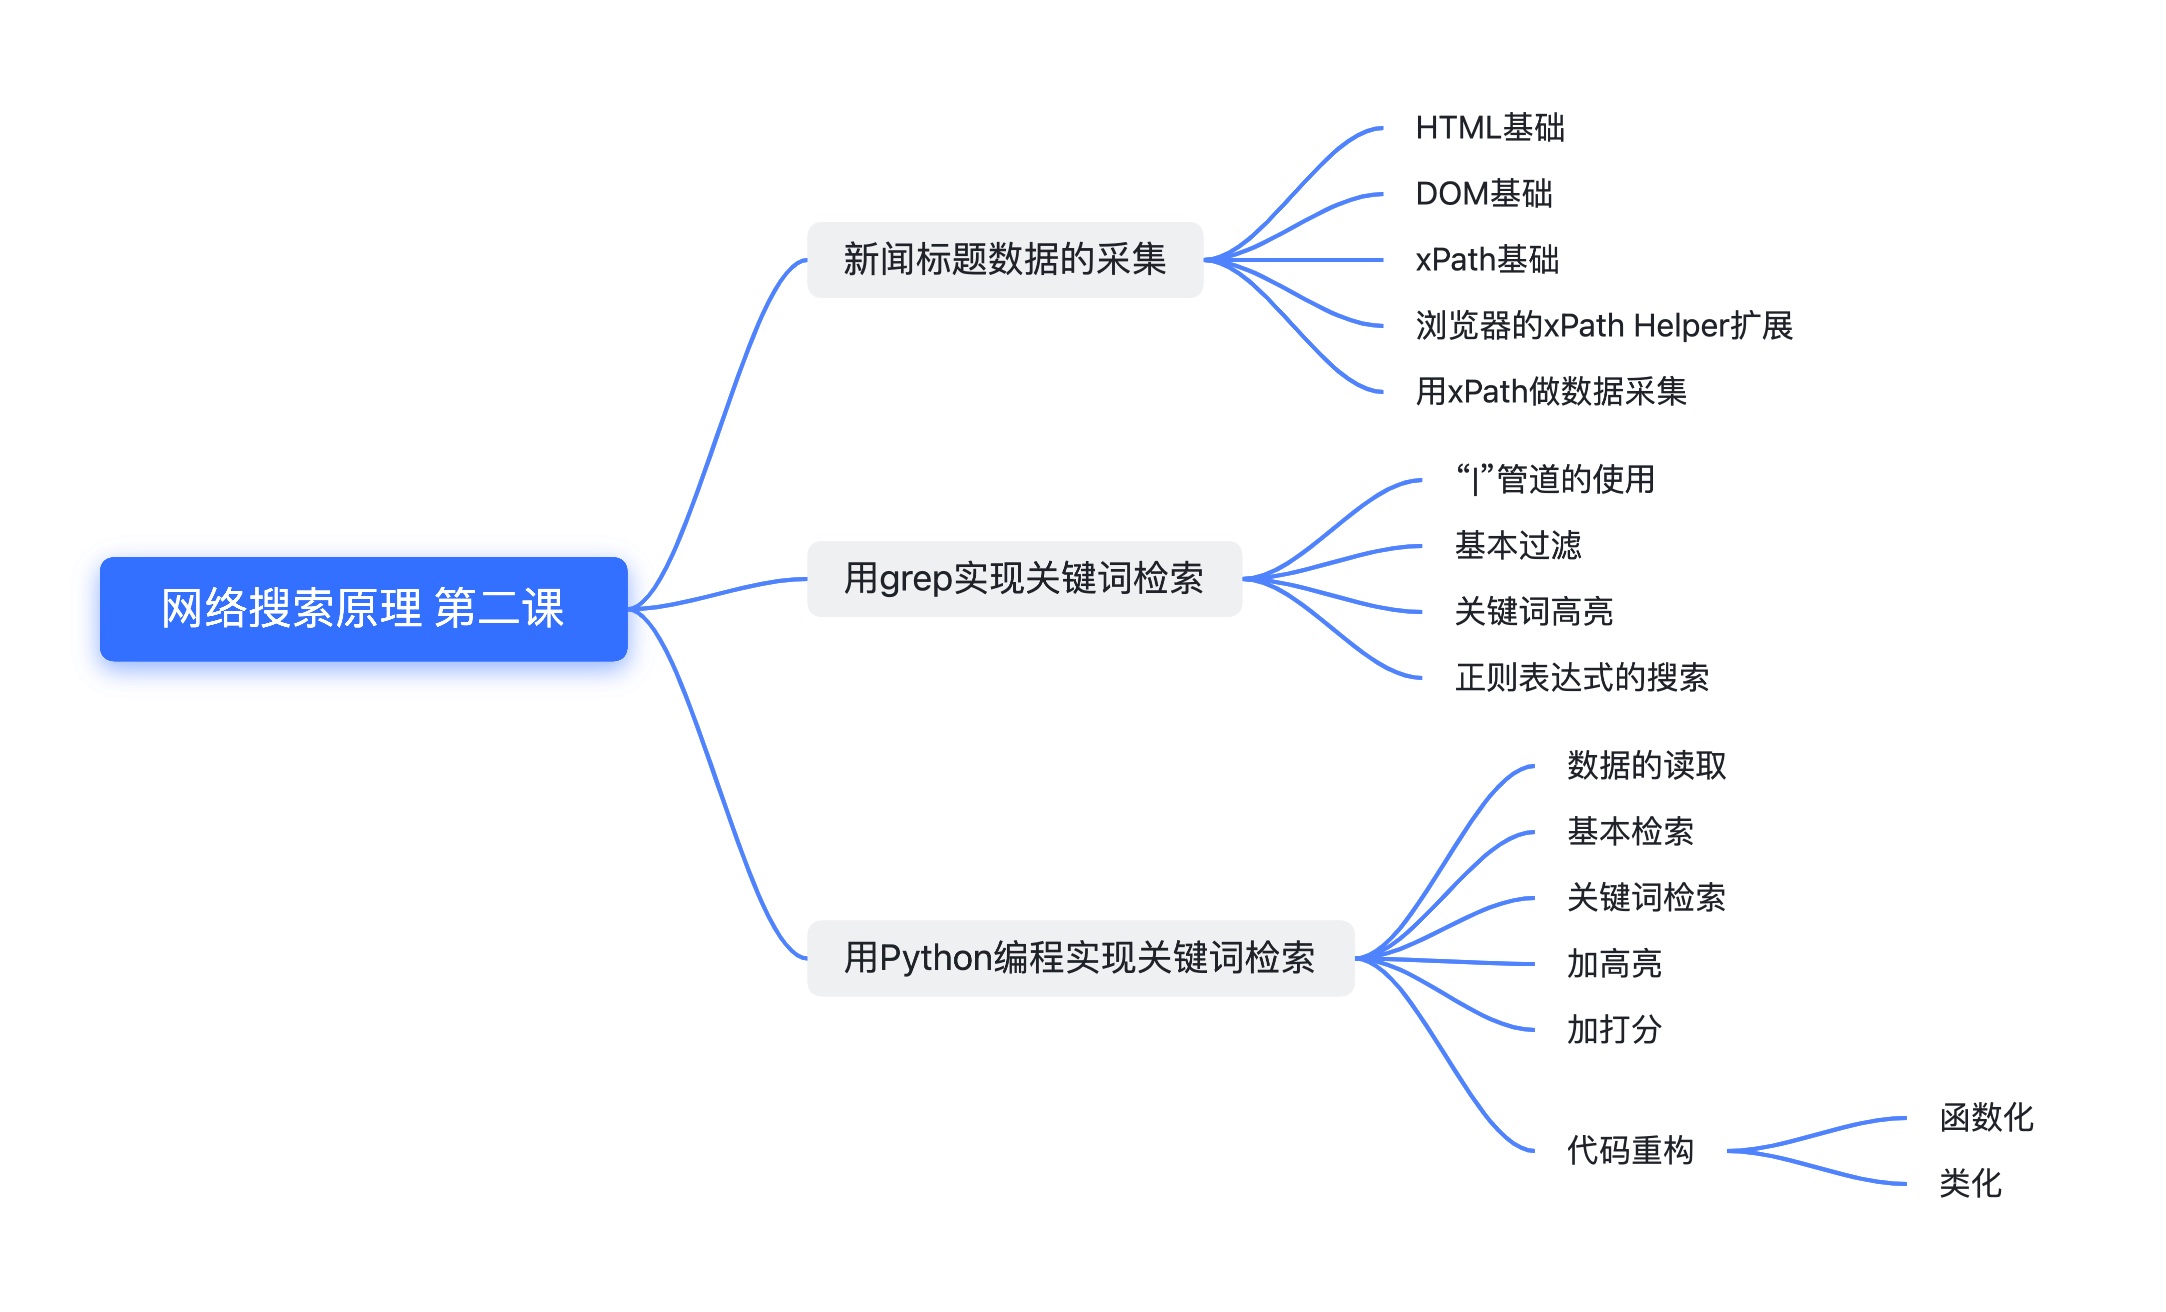 网络搜索原理 第二课
新闻标题数据的采集
HTML基础
DOM基础
xPath基础
浏览器的xPath Helper扩展
用xPath做数据采集
用grep实现关键词检索
“|”管道的使用
基本过滤
关键词高亮
正则表达式的搜索
用Python编程实现关键词检索
数据的读取
基本检索
关键词检索
加高亮
加打分
代码重构
函数化
类化